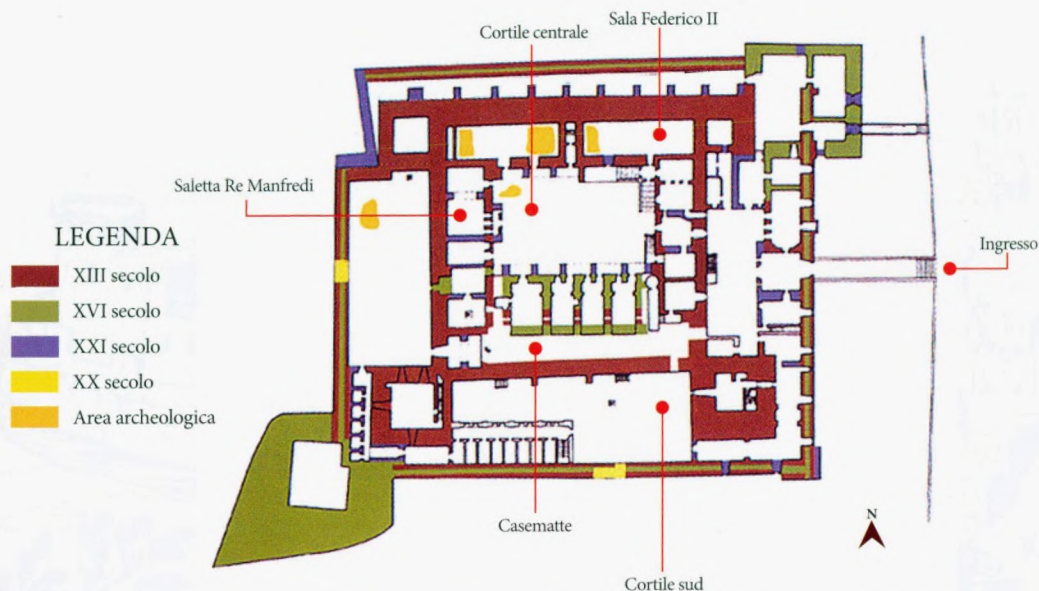 Sala Federico II
Cortile centrale
Saletta Re Manfredi
LEGENDA
XIII secolo
XVI secolo
XXI secolo
XX secolo
Area archeologica
Ingresso
Casematte
N
Cortile sud